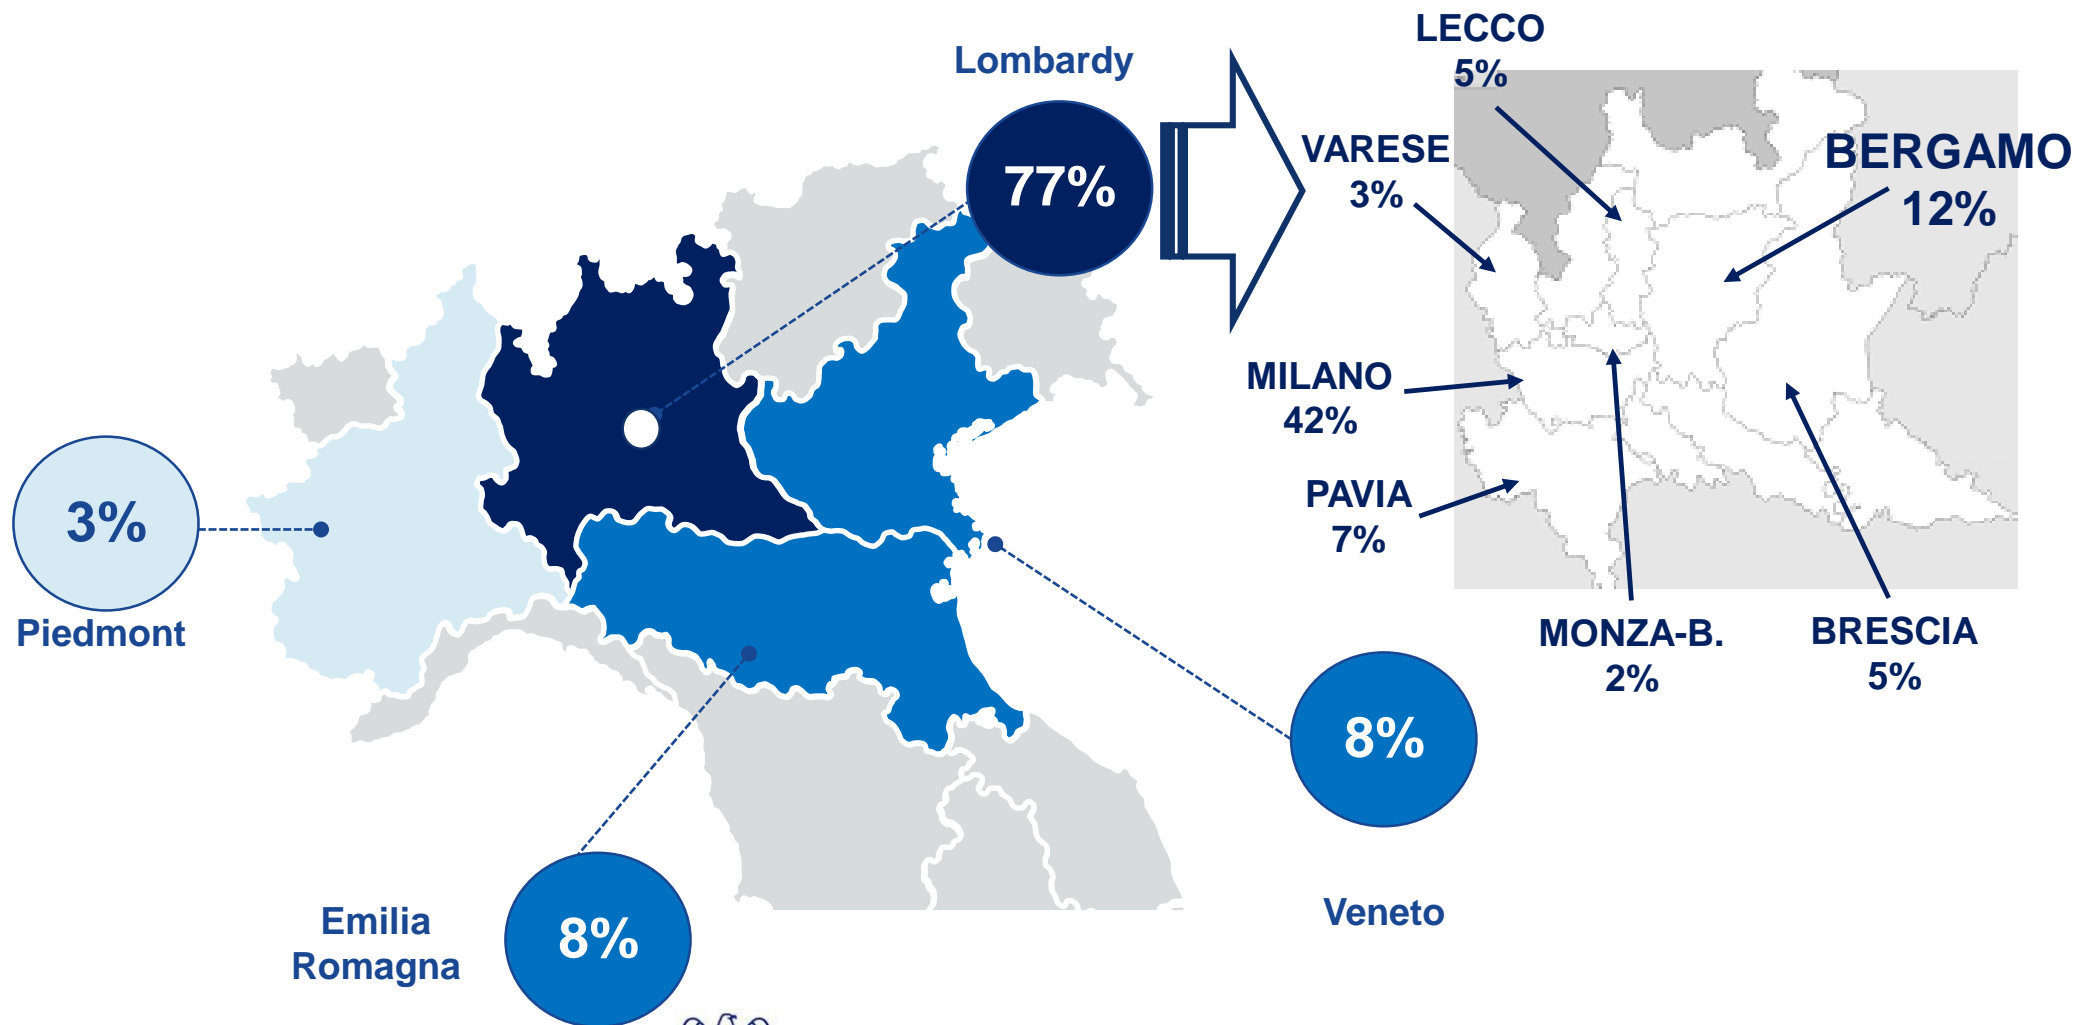 LECCO
5%
Lombardy
77%
VARESE
3%
BERGAMO
12%
MILANO
42%
PAVIA
7%
3%
Piedmont
MONZA-B.
2%
BRESCIA
5%
8%
Veneto
Emilia
Romagna
8%